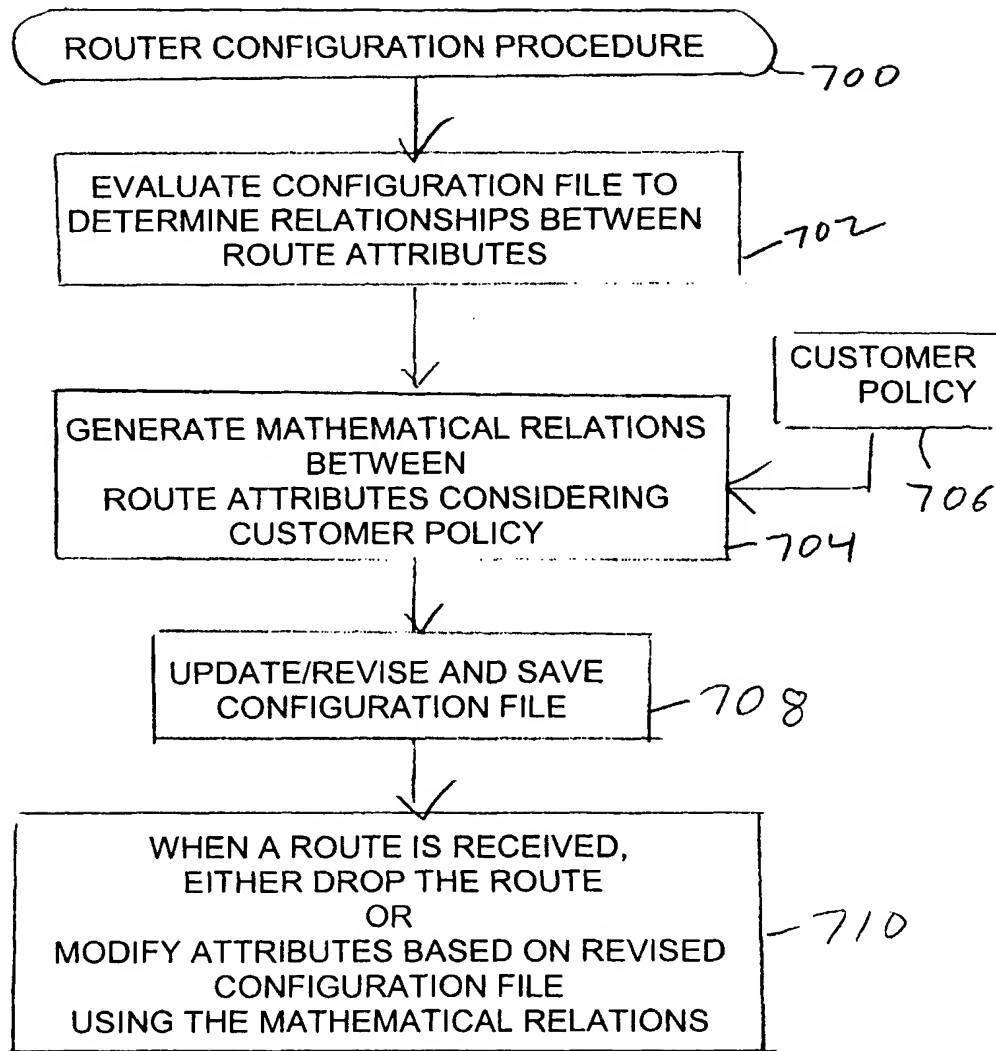 ROUTER CONFIGURATION PROCEDURE
700
EVALUATE CONFIGURATION FILE TO
DETERMINE RELATIONSHIPS BETWEEN
ROUTE ATTRIBUTES
702
CUSTOMER
POLICY
706
GENERATE MATHEMATICAL RELATIONS
BETWEEN
ROUTE ATTRIBUTES CONSIDERING
CUSTOMER POLICY
704
UPDATE/REVISE AND SAVE
CONFIGURATION FILE
708
WHEN A ROUTE IS RECEIVED,
EITHER DROP THE ROUTE
OR
MODIFY ATTRIBUTES BASED ON REVISED
CONFIGURATION FILE
USING THE MATHEMATICAL RELATIONS
710